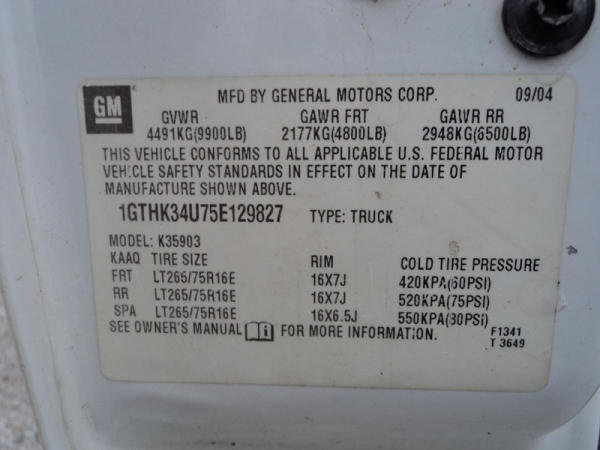 GM
MFD BY GENERAL MOTORS CORP. 09/04
GVWR GAWR FRT GAWR RR
4491KG(9900LB) 2177KG(4800LB) 2948KG(6500LB)
THIS VEHICLE CONFORMS TO ALL APPLICABLE U.S. FEDERAL MOTOR
VEHICLE SAFETY STANDARDS IN EFFECT ON THE DATE OF
MANUFACTURE SHOWN ABOVE.
1GTHK34U75E129827 TYPE: TRUCK
MODEL: K35903
KAAQ TIRE SIZE RIM COLD TIRE PRESSURE
FRT LT265/75R16E 16X7J 420KPA(60PSI)
RR LT265/75R16E 16X7J 520KPA(75PSI)
SPA LT265/75R16E 16X6.5J 550KPA(80PSI)
SEE OWNER'S MANUAL i FOR MORE INFORMATION. F1341
T 3649